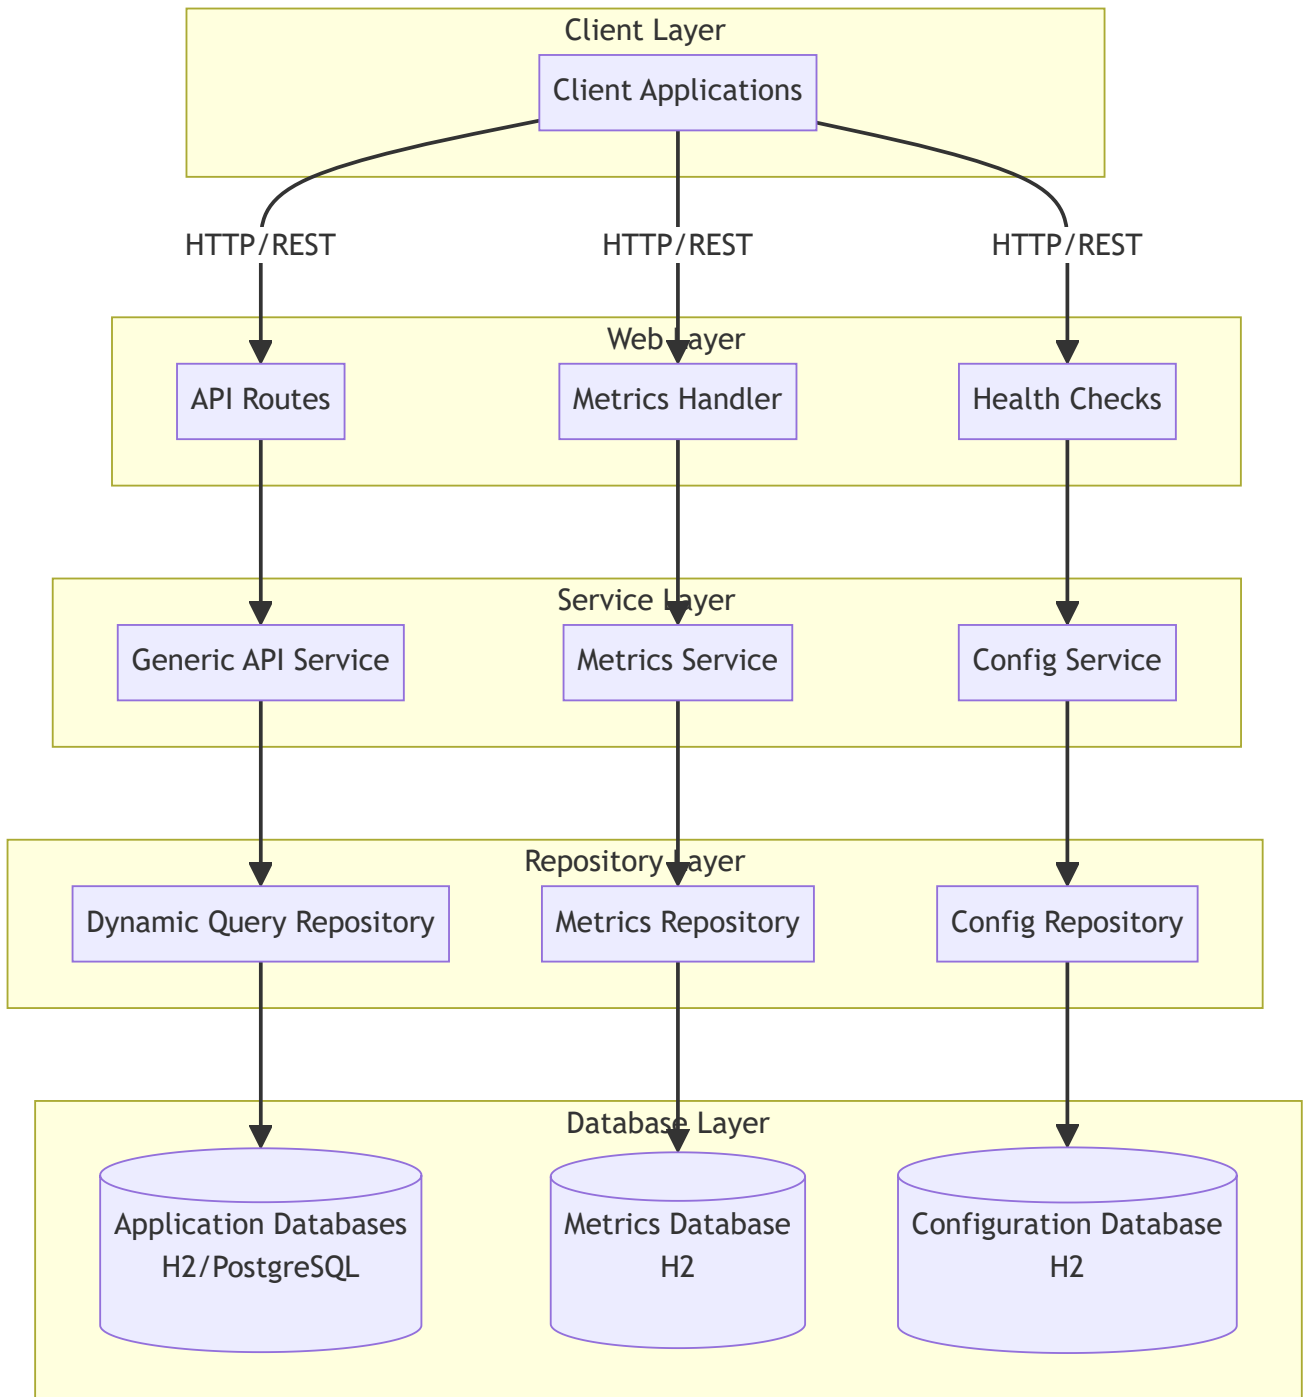 Client Layer
Client Applications
HTTP/REST
HTTP/REST
HTTP/REST
Web Layer
API Routes
Metrics Handler
Health Checks
Service Layer
Generic API Service
Metrics Service
Config Service
Repository Layer
Dynamic Query Repository
Metrics Repository
Config Repository
Database Layer
Application Databases
H2/PostgreSQL
Metrics Database
H2
Configuration Database
H2